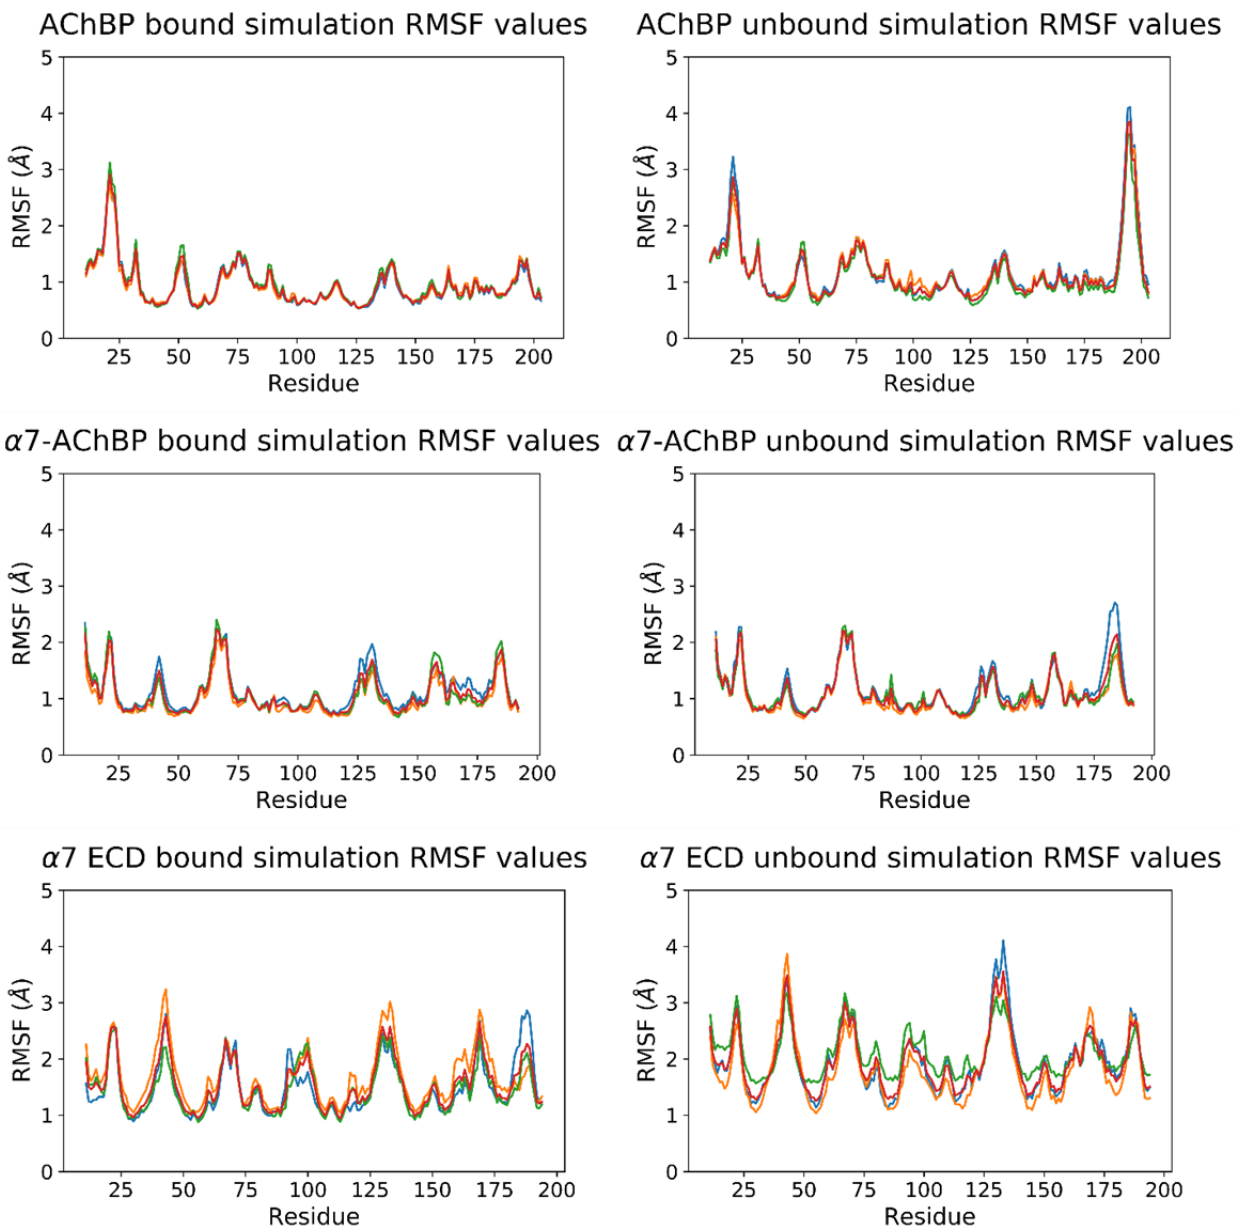 AChBP bound simulation RMSF values
5
4
3
2
1
0
RMSF (Å)
25 50 75 100 125 150 175 200
Residue
AChBP unbound simulation RMSF values
5
4
3
2
1
0
RMSF (Å)
25 50 75 100 125 150 175 200
Residue
α7-AChBP bound simulation RMSF values
5
4
3
2
1
0
RMSF (Å)
25 50 75 100 125 150 175 200
Residue
α7-AChBP unbound simulation RMSF values
5
4
3
2
1
0
RMSF (Å)
25 50 75 100 125 150 175 200
Residue
α7 ECD bound simulation RMSF values
5
4
3
2
1
0
RMSF (Å)
25 50 75 100 125 150 175 200
Residue
α7 ECD unbound simulation RMSF values
5
4
3
2
1
0
RMSF (Å)
25 50 75 100 125 150 175 200
Residue